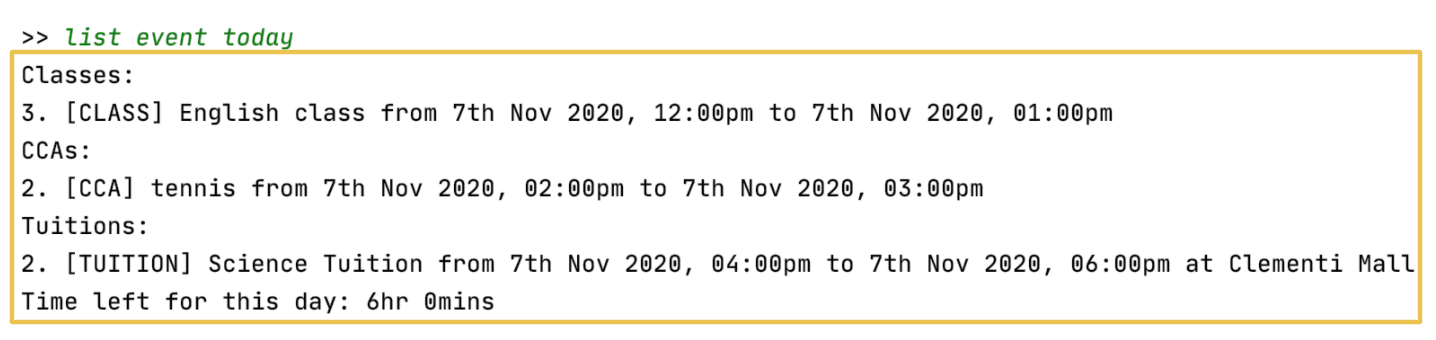 >> list event today
Classes:
3. [CLASS] English class from 7th Nov 2020, 12:00pm to 7th Nov 2020, 01:00pm
CCAs:
2. [CCA] tennis from 7th Nov 2020, 02:00pm to 7th Nov 2020, 03:00pm
Tuitions:
2. [TUITION] Science Tuition from 7th Nov 2020, 04:00pm to 7th Nov 2020, 06:00pm at Clementi Mall
Time left for this day: 6hr 0mins